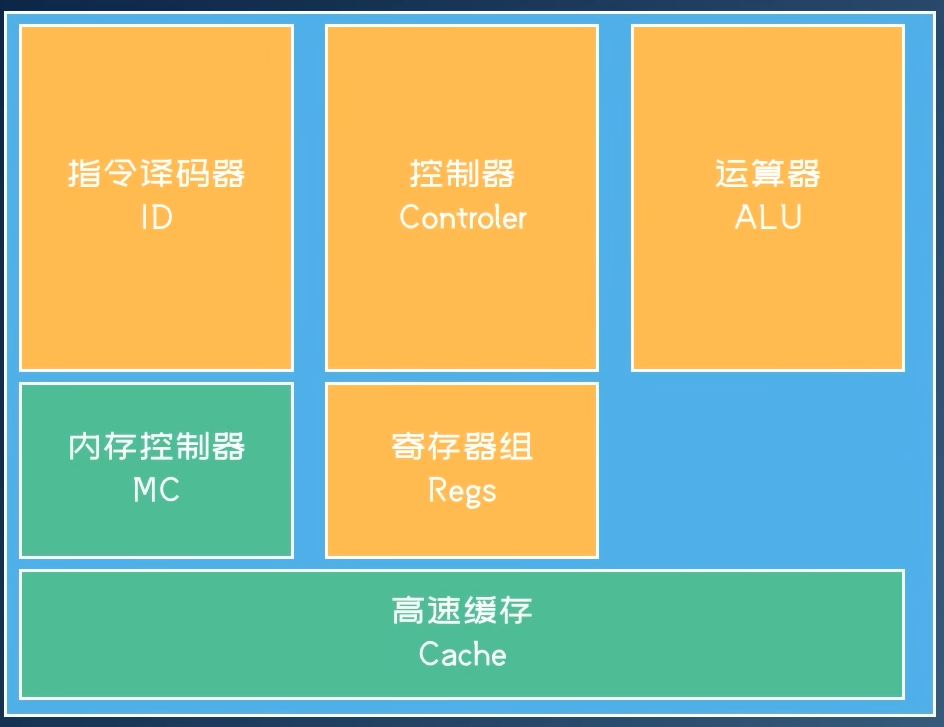 指令译码器
ID
控制器
Controler
运算器
ALU
内存控制器
MC
寄存器组
Regs
高速缓存
Cache